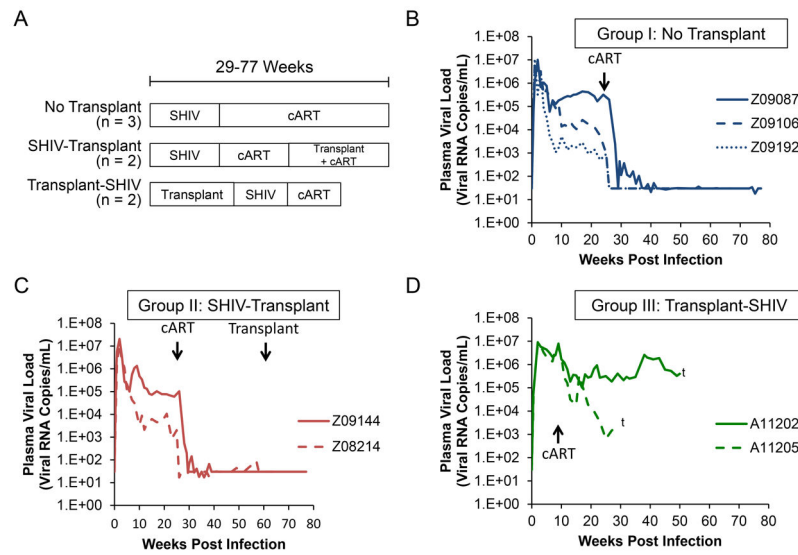 A
29-77 Weeks
No Transplant
(n = 3)
SHIV
cART
SHIV-Transplant
(n = 2)
SHIV
cART
Transplant
+ cART
Transplant-SHIV
(n = 2)
Transplant
SHIV
cART
B
Group I: No Transplant
Plasma Viral Load
(Viral RNA Copies/mL)
1.E+08
1.E+07
1.E+06
1.E+05
1.E+04
1.E+03
1.E+02
1.E+01
1.E+00
cART
Z09087
Z09106
Z09192
0 10 20 30 40 50 60 70 80
Weeks Post Infection
C
Group II: SHIV-Transplant
Plasma Viral Load
(Viral RNA Copies/mL)
1.E+08
1.E+07
1.E+06
1.E+05
1.E+04
1.E+03
1.E+02
1.E+01
1.E+00
cART
Transplant
Z09144
Z08214
0 10 20 30 40 50 60 70 80
Weeks Post Infection
D
Group III: Transplant-SHIV
Plasma Viral Load
(Viral RNA Copies/mL)
1.E+08
1.E+07
1.E+06
1.E+05
1.E+04
1.E+03
1.E+02
1.E+01
1.E+00
t
t
cART
A11202
A11205
0 10 20 30 40 50 60 70 80
Weeks Post Infection